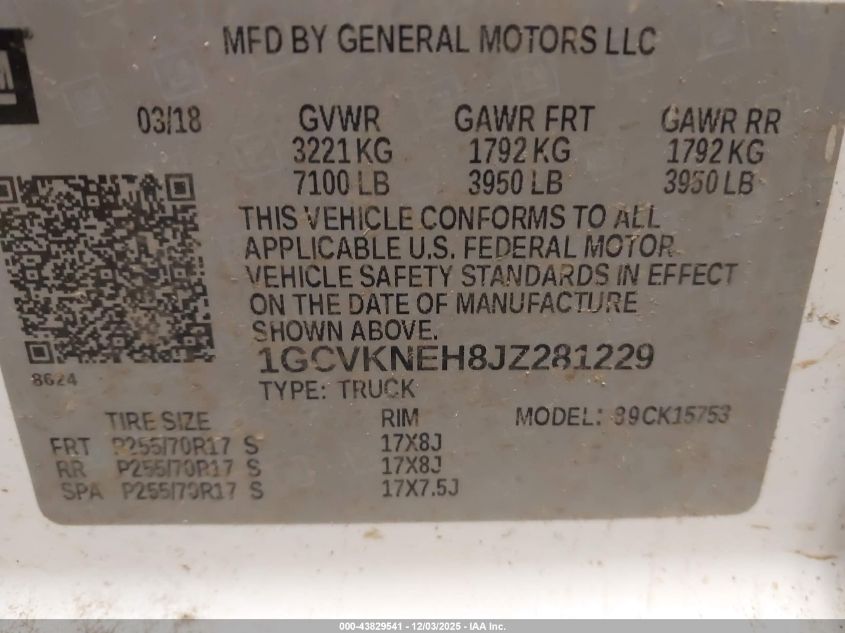 MFD BY GENERAL MOTORS LLC
03/18 GVWR GAWR FRT GAWR RR
3221 KG 1792 KG 1792 KG
7100 LB 3950 LB 3950 LB
THIS VEHICLE CONFORMS TO ALL
APPLICABLE U.S. FEDERAL MOTOR
VEHICLE SAFETY STANDARDS IN EFFECT
ON THE DATE OF MANUFACTURE
SHOWN ABOVE.
1GCVKNEH8JZ281229
8624
TYPE: TRUCK
TIRE SIZE RIM MODEL: 89CK15753
FRT P255/70R17 S 17X8J
RR P255/70R17 S 17X8J
SPA P255/70R17 S 17X7.5J
000-43829541 - 12/03/2025 - IAA Inc.